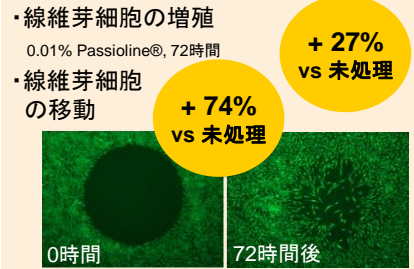 ・線維芽細胞の増殖
0.01% Passioline®, 72時間
+ 27%
vs 未処理
・線維芽細胞
の移動
+ 74%
vs 未処理
0時間
72時間後